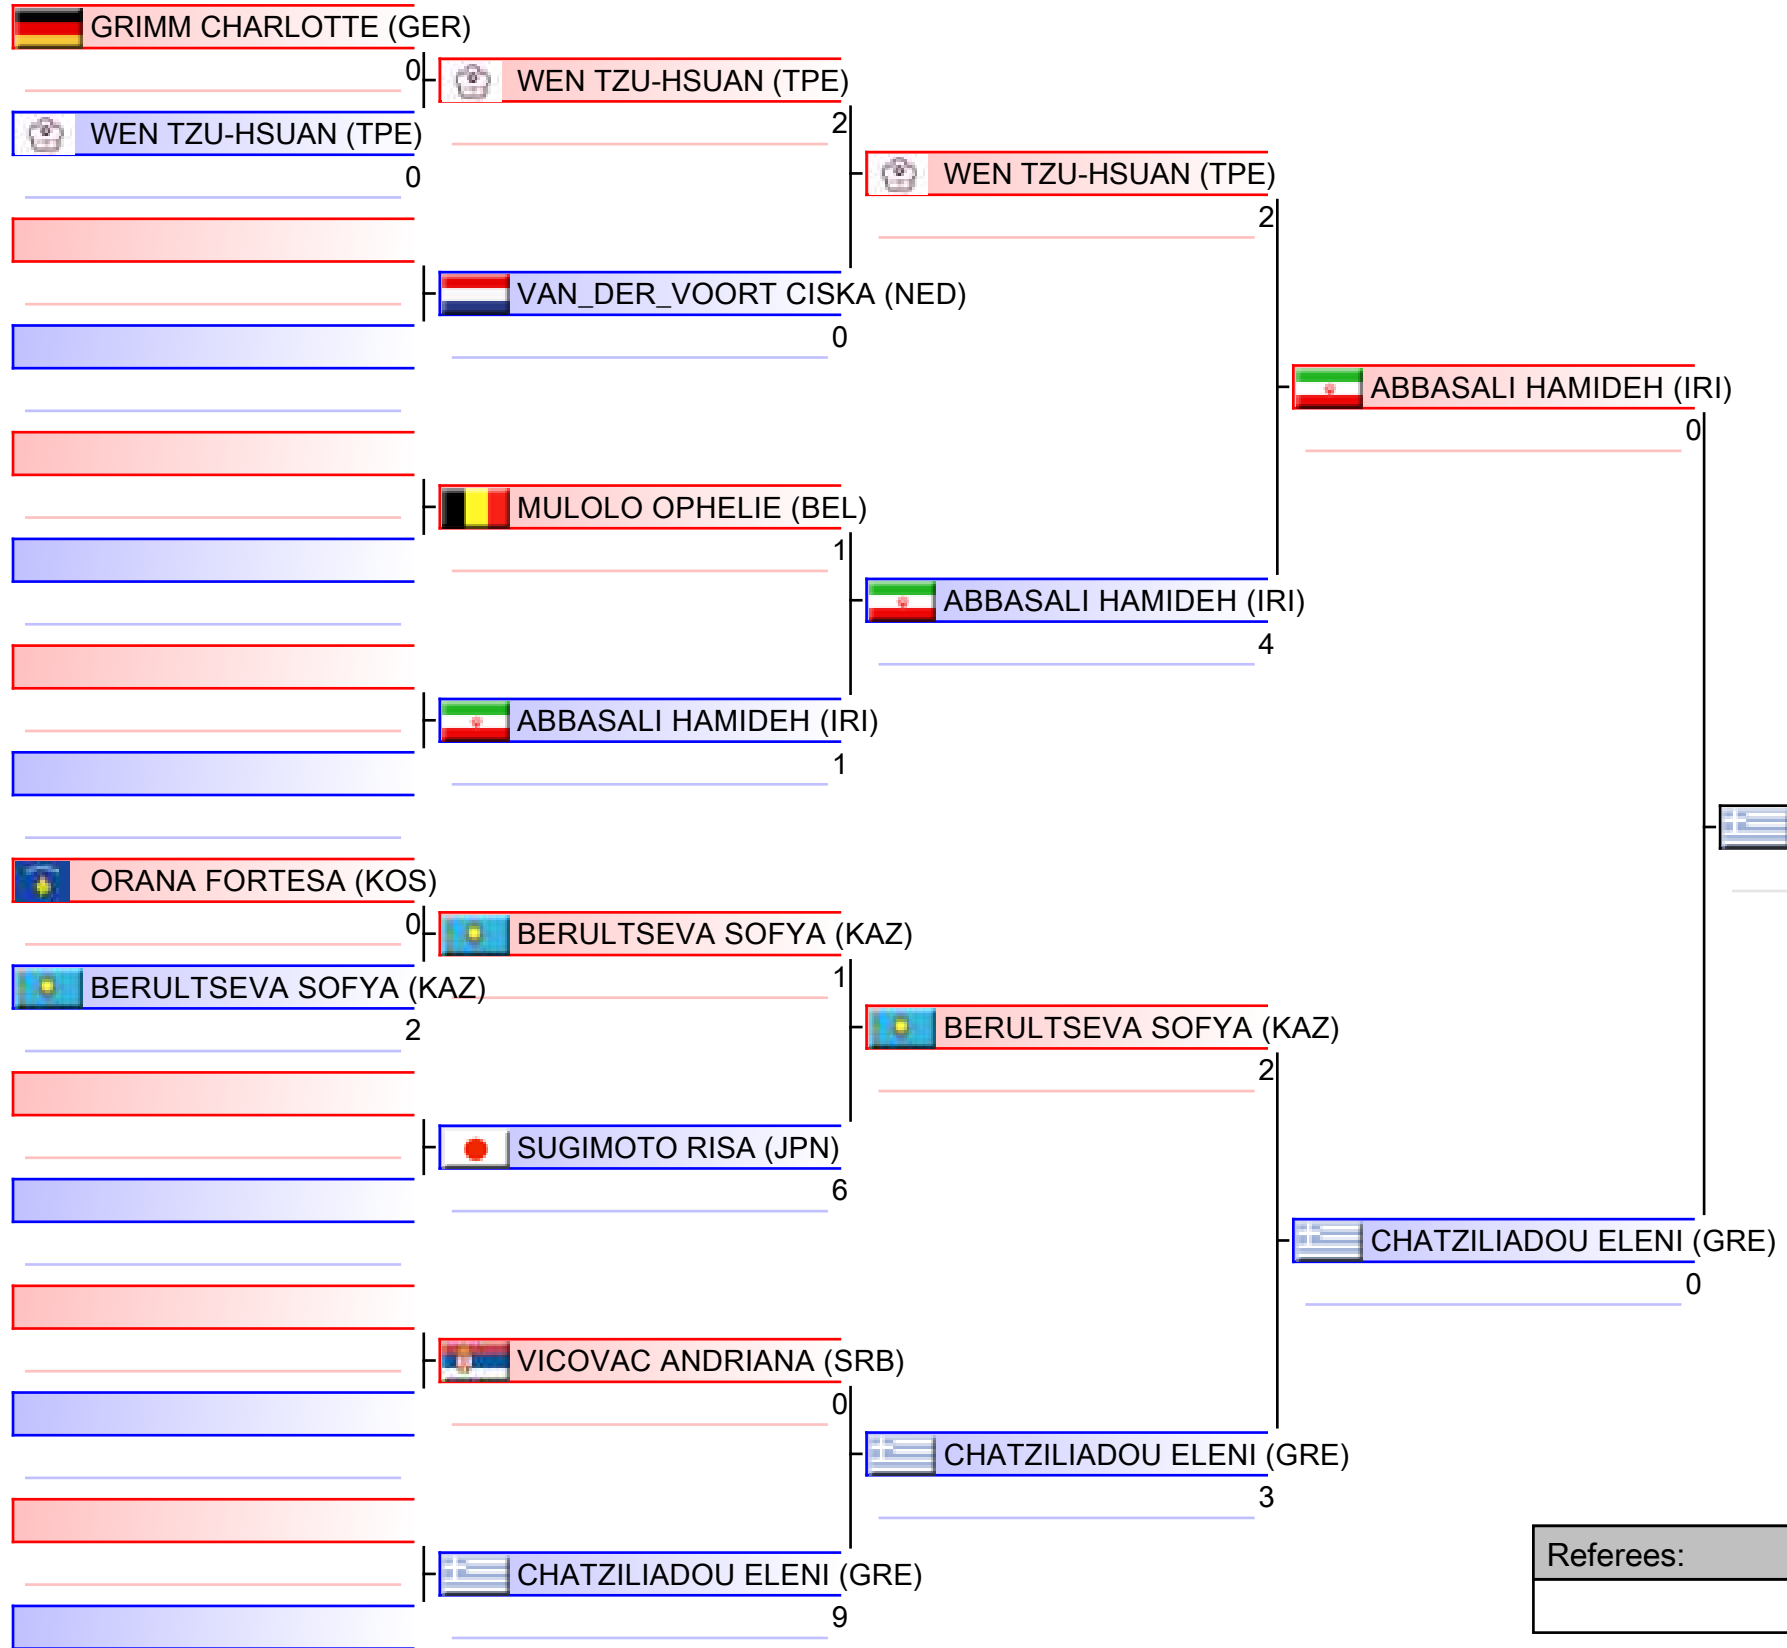 GRIMM CHARLOTTE (GER)
0
WEN TZU-HSUAN (TPE)
WEN TZU-HSUAN (TPE)
2
0
WEN TZU-HSUAN (TPE)
2
VAN_DER_VOORT CISKA (NED)
0
ABBASALI HAMIDEH (IRI)
0
MULOLO OPHELIE (BEL)
1
ABBASALI HAMIDEH (IRI)
4
ABBASALI HAMIDEH (IRI)
1
ORANA FORTESA (KOS)
0
BERULTSEVA SOFYA (KAZ)
BERULTSEVA SOFYA (KAZ)
1
2
BERULTSEVA SOFYA (KAZ)
2
SUGIMOTO RISA (JPN)
6
CHATZILIADOU ELENI (GRE)
0
VICOVAC ANDRIANA (SRB)
0
CHATZILIADOU ELENI (GRE)
3
CHATZILIADOU ELENI (GRE)
9
Referees: